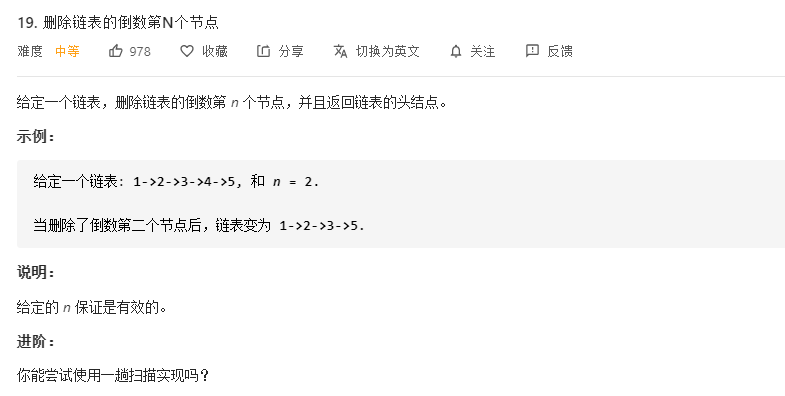 19. 删除链表的倒数第N个节点
难度 中等 978 收藏 分享 切换为英文 关注 反馈
给定一个链表，删除链表的倒数第 n 个节点，并且返回链表的头结点。
示例：
给定一个链表: 1->2->3->4->5, 和 n = 2.
当删除了倒数第二个节点后，链表变为 1->2->3->5.
说明：
给定的 n 保证是有效的。
进阶：
你能尝试使用一趟扫描实现吗？